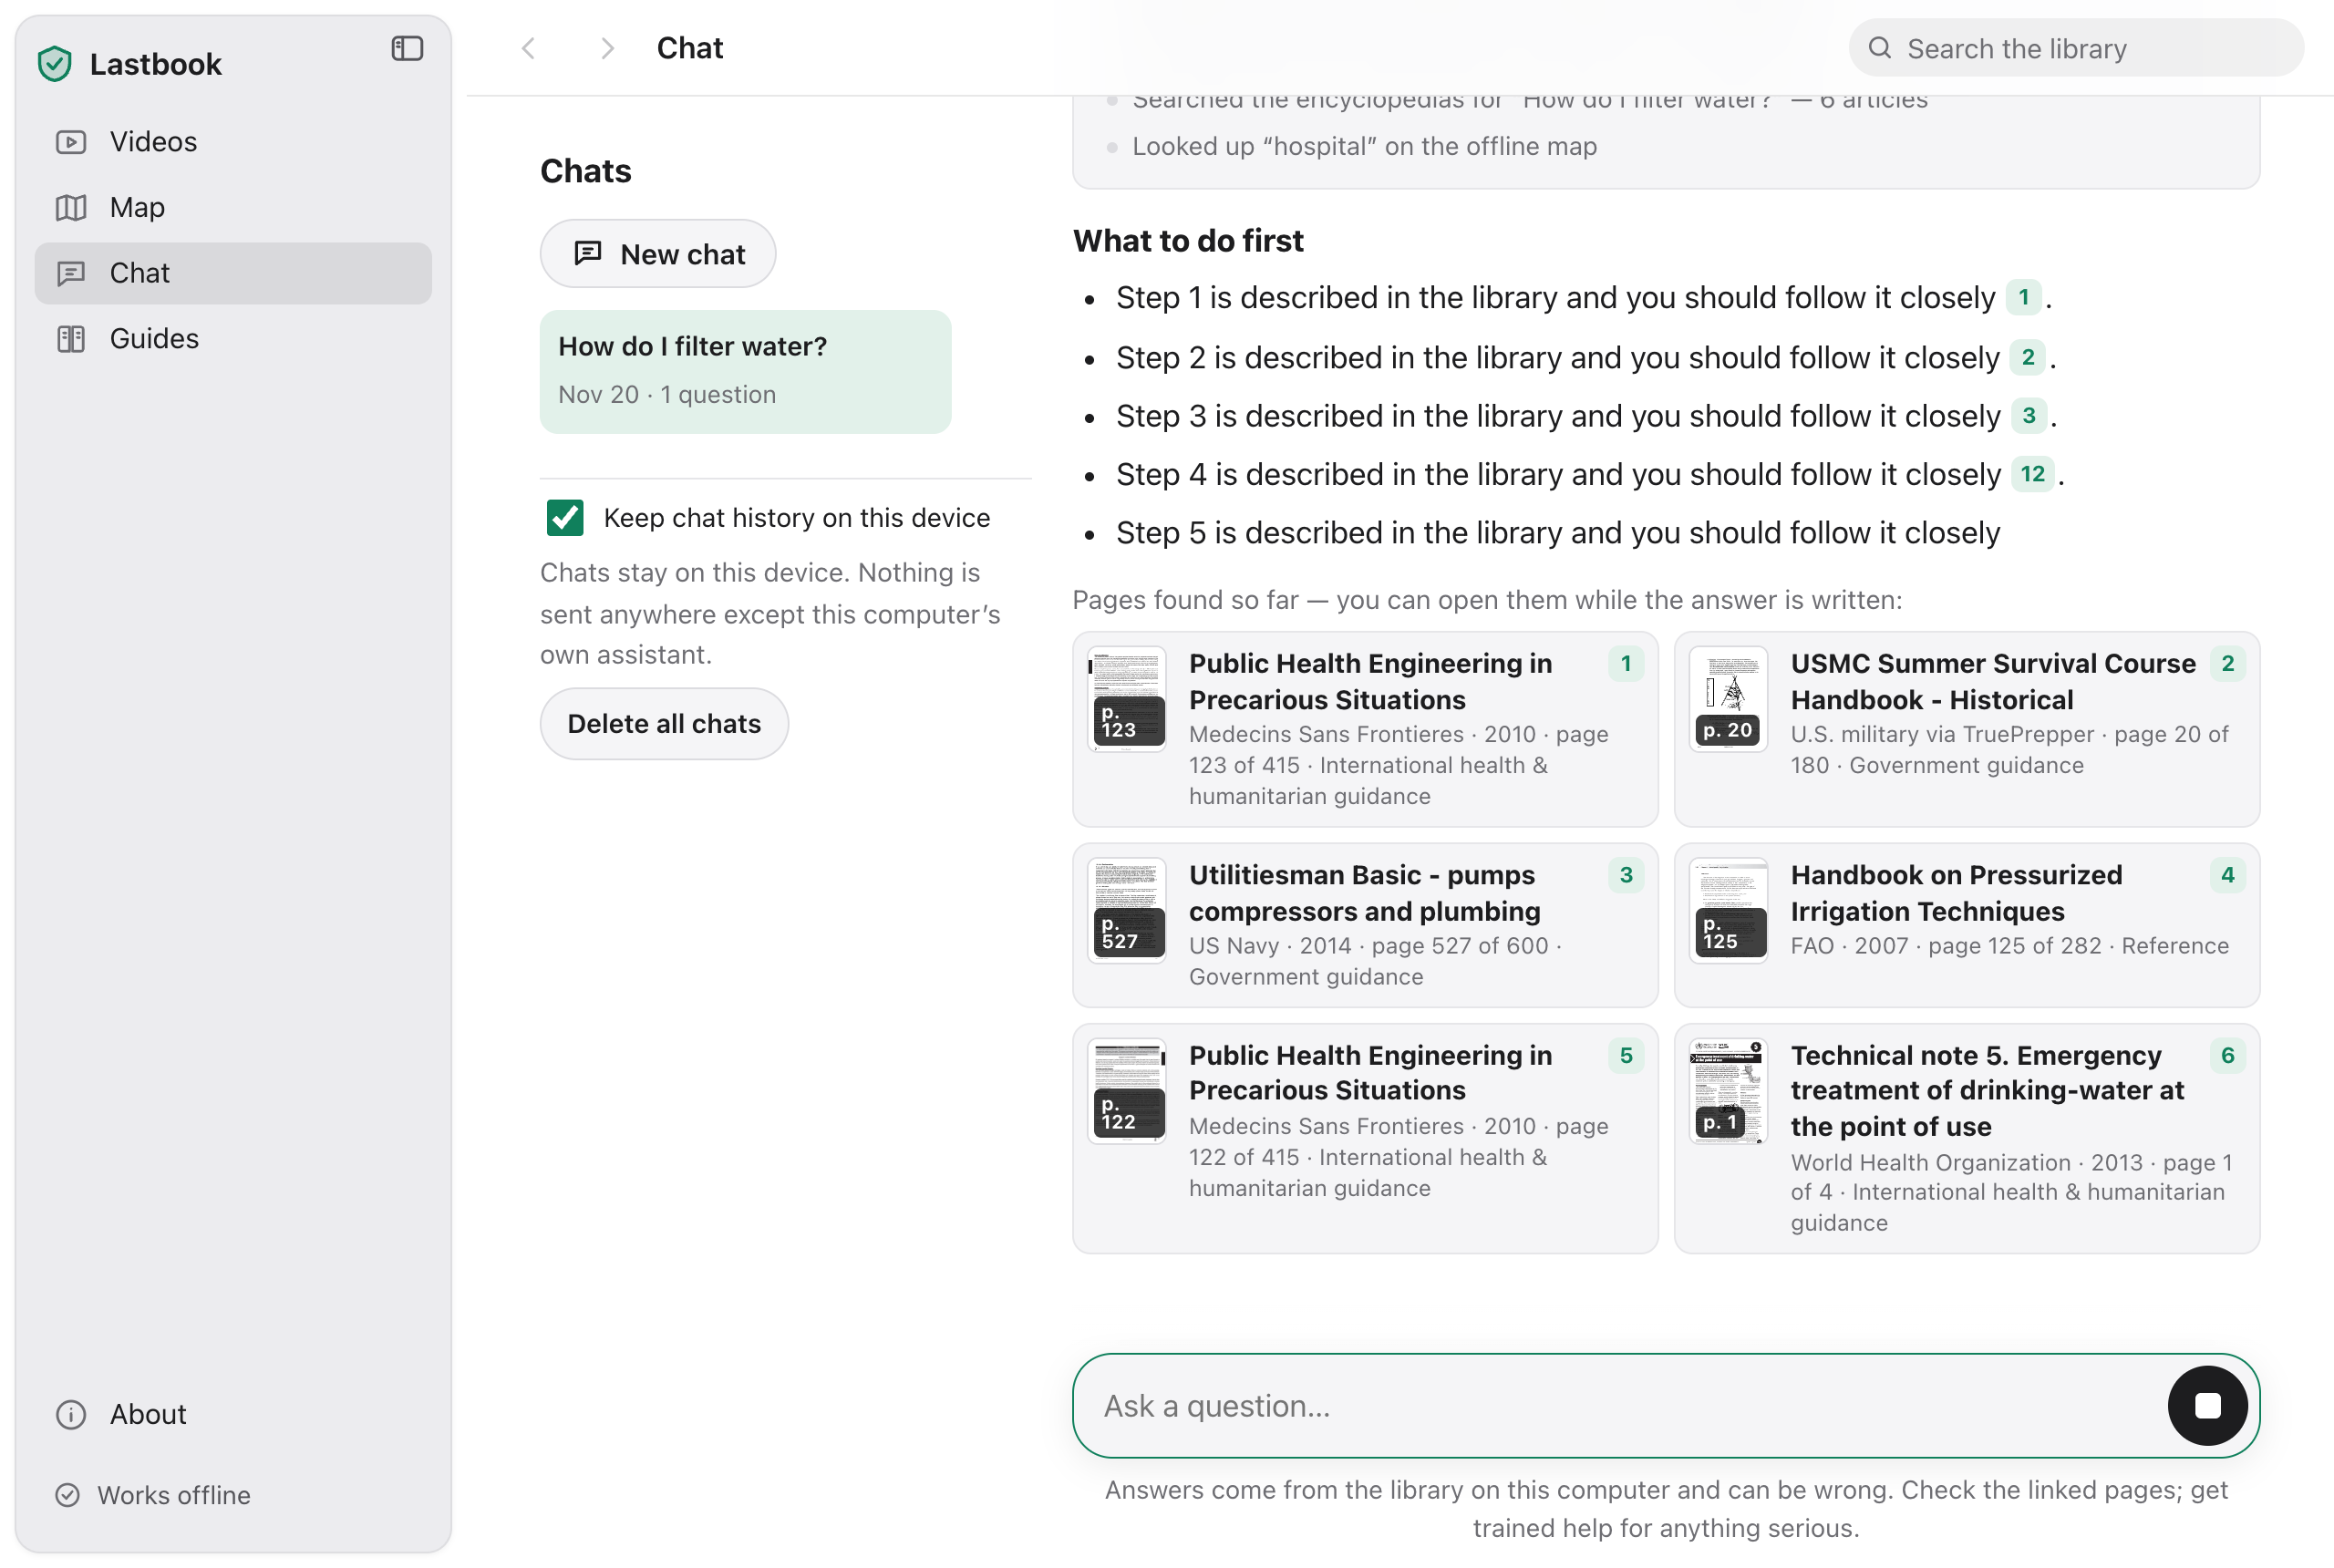 Lastbook
Videos
Map
Chat
Guides
About
Works offline
Chat
Search the library
Chats
New chat
How do I filter water?
Nov 20 · 1 question
Keep chat history on this device
Chats stay on this device. Nothing is
sent anywhere except this computer’s
own assistant.
Delete all chats
Searched the encyclopedias for “How do I filter water?” — 6 articles
Looked up “hospital” on the offline map
What to do first
• Step 1 is described in the library and you should follow it closely 1 .
• Step 2 is described in the library and you should follow it closely 2 .
• Step 3 is described in the library and you should follow it closely 3 .
• Step 4 is described in the library and you should follow it closely 12 .
• Step 5 is described in the library and you should follow it closely
Pages found so far — you can open them while the answer is written:
p. 123
Public Health Engineering in
Precarious Situations
1
Medecins Sans Frontieres · 2010 · page
123 of 415 · International health &
humanitarian guidance
p. 20
USMC Summer Survival Course
Handbook - Historical
2
U.S. military via TruePrepper · page 20 of
180 · Government guidance
p. 527
Utilitiesman Basic - pumps
compressors and plumbing
3
US Navy · 2014 · page 527 of 600 ·
Government guidance
p. 125
Handbook on Pressurized
Irrigation Techniques
4
FAO · 2007 · page 125 of 282 · Reference
p. 122
Public Health Engineering in
Precarious Situations
5
Medecins Sans Frontieres · 2010 · page
122 of 415 · International health &
humanitarian guidance
p. 1
Technical note 5. Emergency
treatment of drinking-water at
the point of use
6
World Health Organization · 2013 · page 1
of 4 · International health & humanitarian
guidance
Ask a question...
Answers come from the library on this computer and can be wrong. Check the linked pages; get
trained help for anything serious.